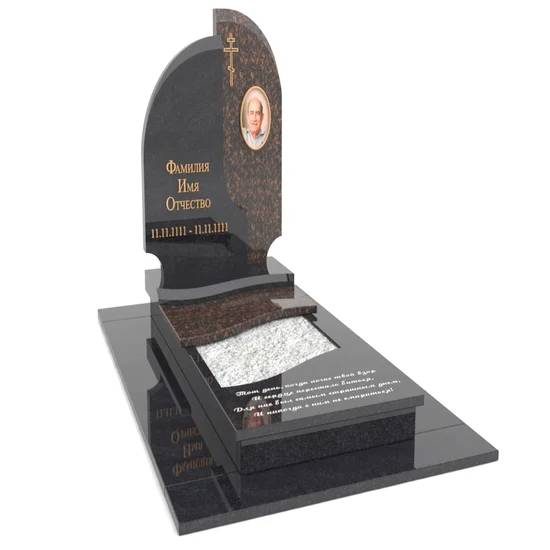 Фамилия
Имя
Отчество
11.11.1111 - 11.11.1111
Тот день, когда погас твой взор
И сердце перестало биться,
Для нас был самым страшным днем,
И никогда с ним не смириться!